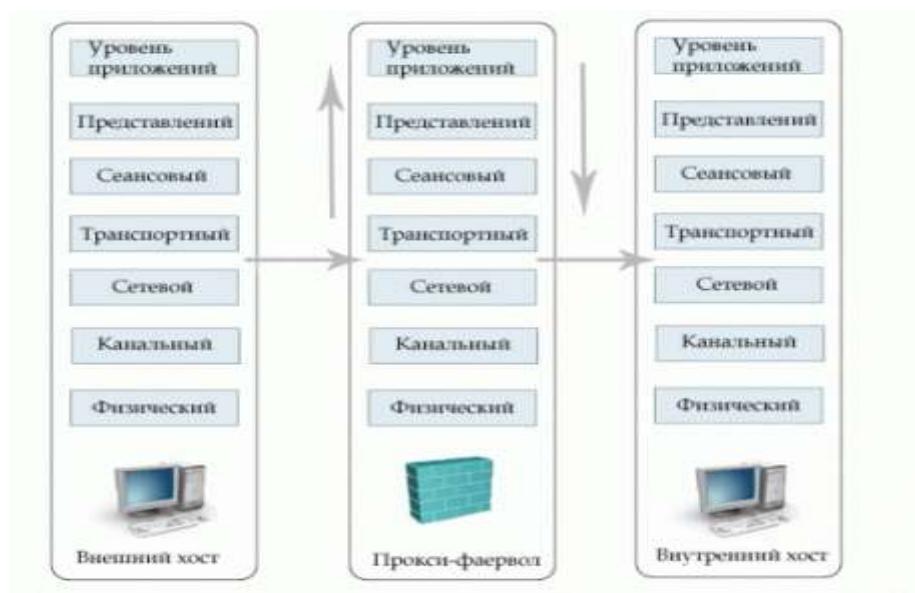 Уровень
приложений
Представлений
Сеансовый
Транспортный
Сетевой
Канальный
Физический
Внешний хост
Уровень
приложений
Представлений
Сеансовый
Транспортный
Сетевой
Канальный
Физический
Прокси-фаервол
Уровень
приложений
Представлений
Сеансовый
Транспортный
Сетевой
Канальный
Физический
Внутренний хост